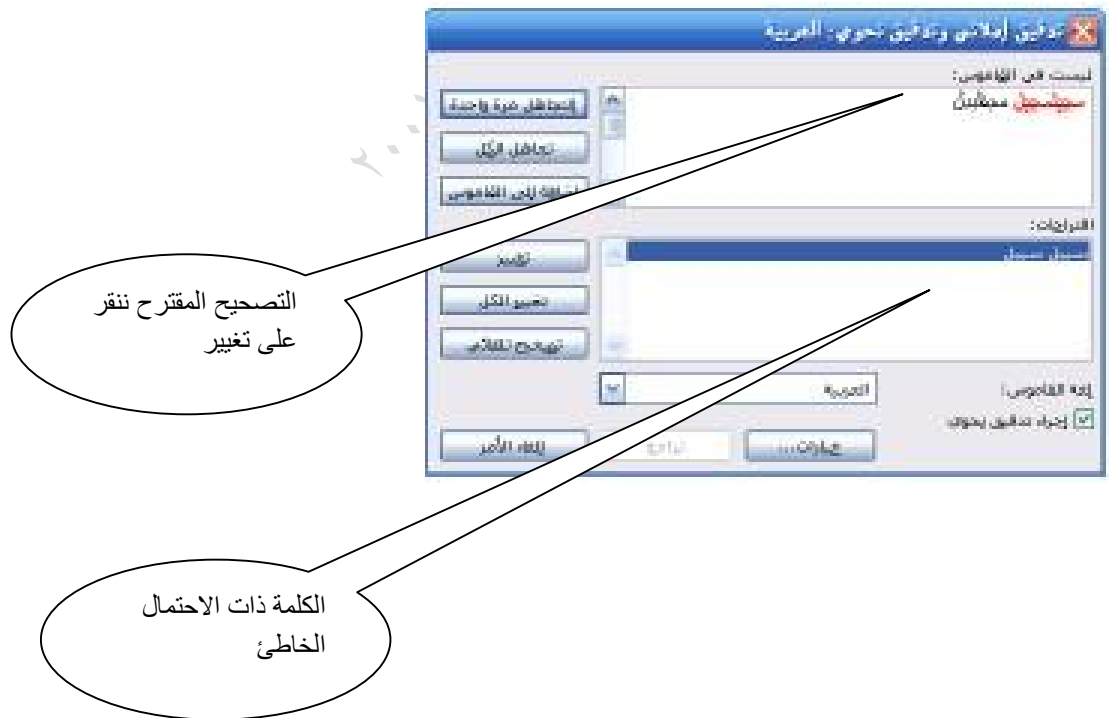 تدقيق إملائي وتدقيق نحوي: العربية
ليست في القاموس:
التجاهل مرة واحدة
تجاهل الكل
إضافة إلى القاموس
اقتراحات:
تغيير
تغيير الكل
تصحيح تلقائي
لغة القاموس:
العربية
إجراء تدقيق نحوي
خيارات...
تراجع
إلغاء الأمر
التصحيح المقترح ننقر
على تغيير
الكلمة ذات الاحتمال
الخاطئ